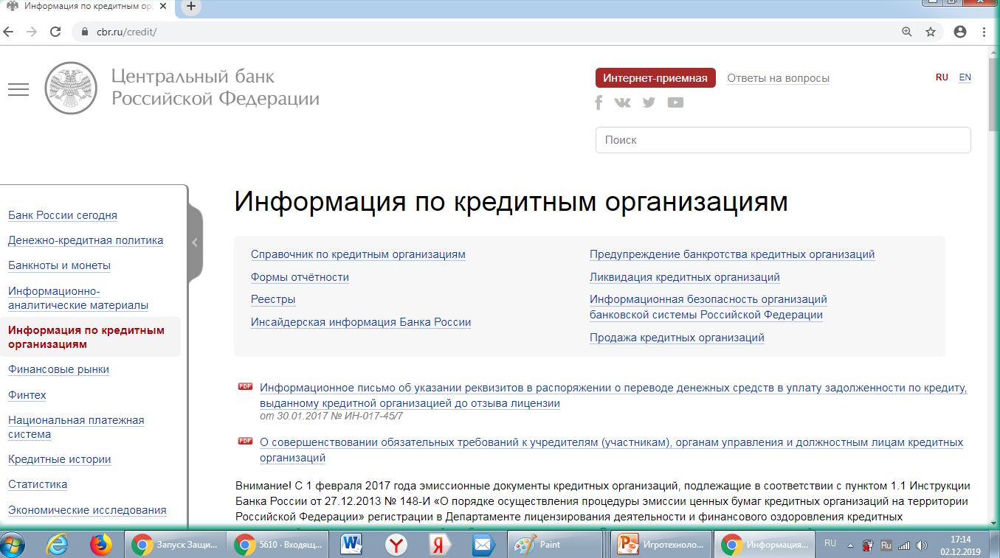 Информация по кредитным ор
cbr.ru/credit/
Центральный банк
Российской Федерации
Интернет-приемная
Ответы на вопросы
RU
EN
Поиск
Банк России сегодня
Денежно-кредитная политика
Банкноты и монеты
Информационно-
аналитические материалы
Информация по кредитным
организациям
Финансовые рынки
Финтех
Национальная платежная
система
Кредитные истории
Статистика
Экономические исследования
Информация по кредитным организациям
Справочник по кредитным организациям
Формы отчётности
Реестры
Инсайдерская информация Банка России
Предупреждение банкротства кредитных организаций
Ликвидация кредитных организаций
Информационная безопасность организаций
банковской системы Российской Федерации
Продажа кредитных организаций
PDF
Информационное письмо об указании реквизитов в распоряжении о переводе денежных средств в уплату задолженности по кредиту,
выданному кредитной организацией до отзыва лицензии
от 30.01.2017 № ИН-017-45/7
PDF
О совершенствовании обязательных требований к учредителям (участникам), органам управления и должностным лицам кредитных
организаций
Внимание! С 1 февраля 2017 года эмиссионные документы кредитных организаций, подлежащие в соответствии с пунктом 1.1 Инструкции
Банка России от 27.12.2013 № 148-И «О порядке осуществления процедуры эмиссии ценных бумаг кредитных организаций на территории
Российской Федерации» регистрации в Департаменте лицензирования деятельности и финансового оздоровления кредитных
Запуск Защи...
5610 - Входящ...
Paint
Игротехноло...
Информация...
RU
Ru
17:14
02.12.2019